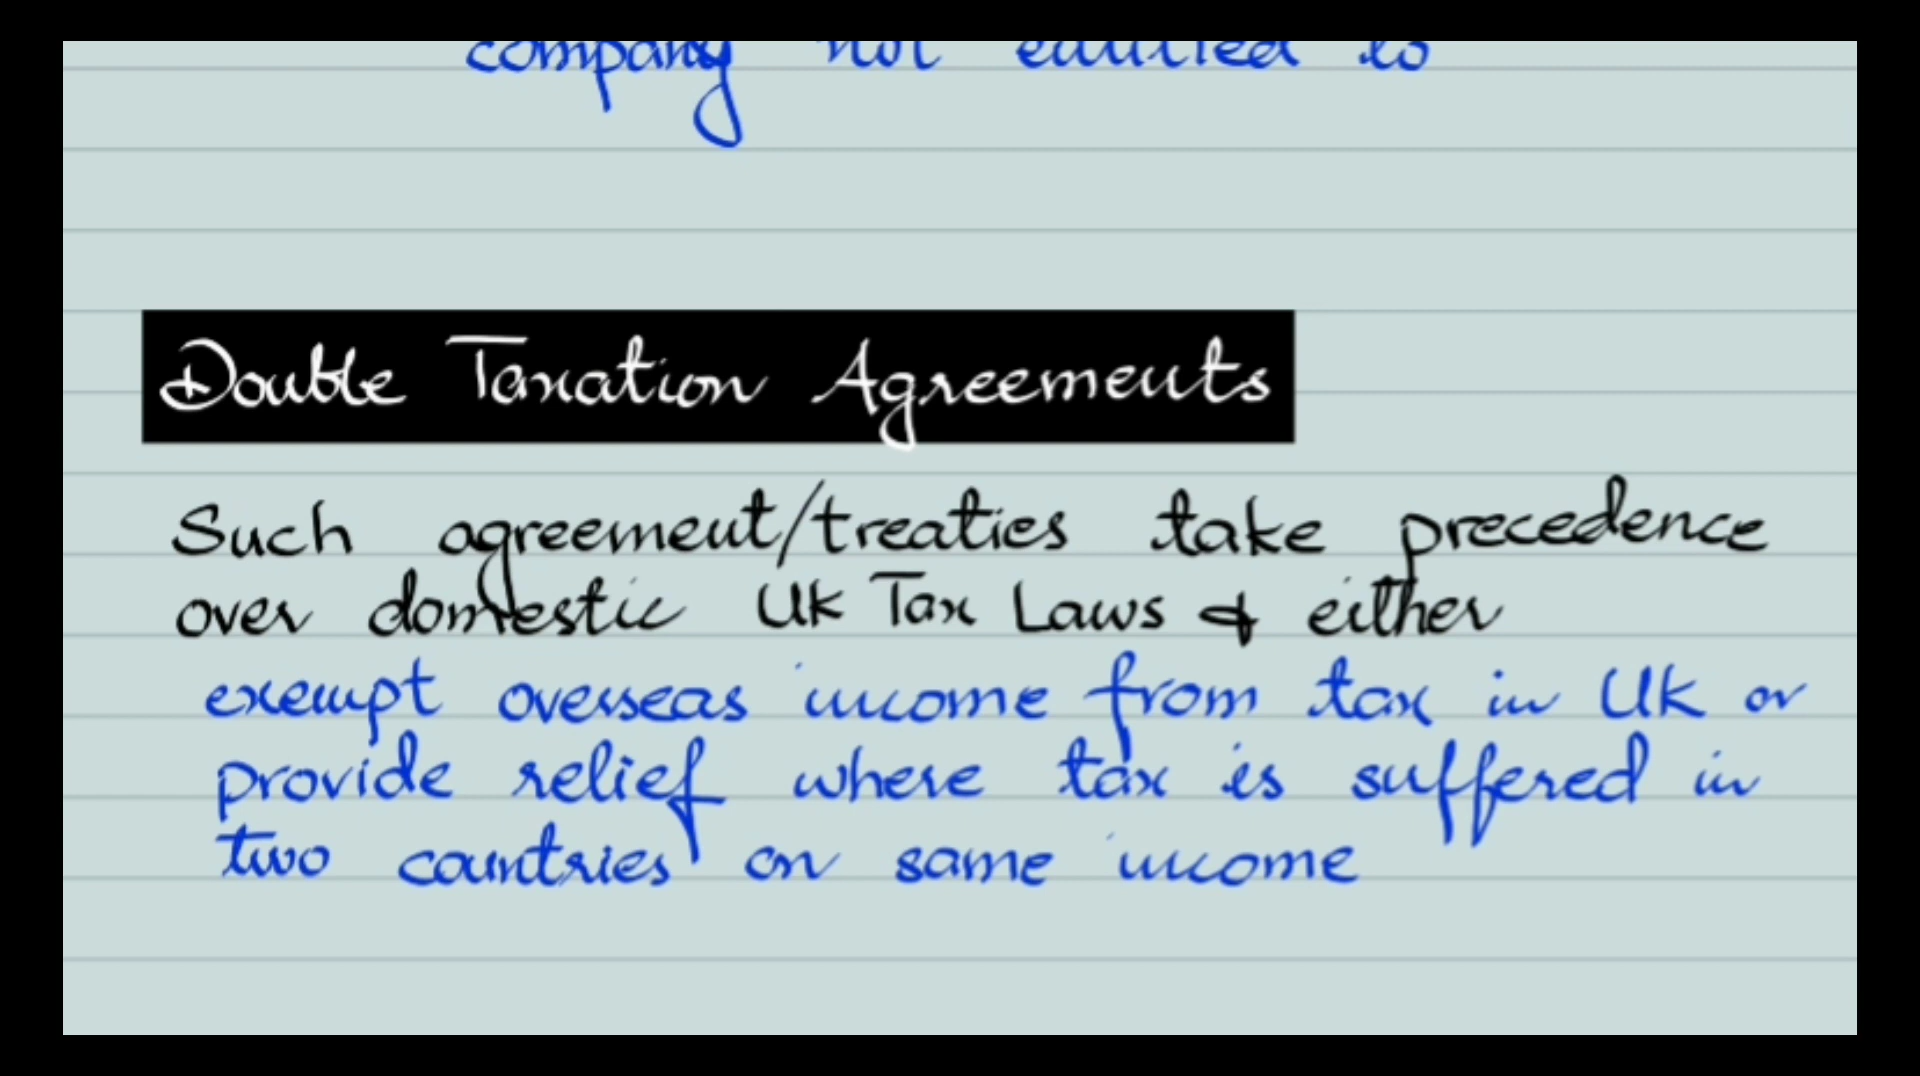 company not entitled to
Double Taxation Agreements
Such agreement/treaties take precedence
over domestic UK Tax Laws & either
exempt overseas income from tax in UK or
provide relief where tax is suffered in
two countries on same income